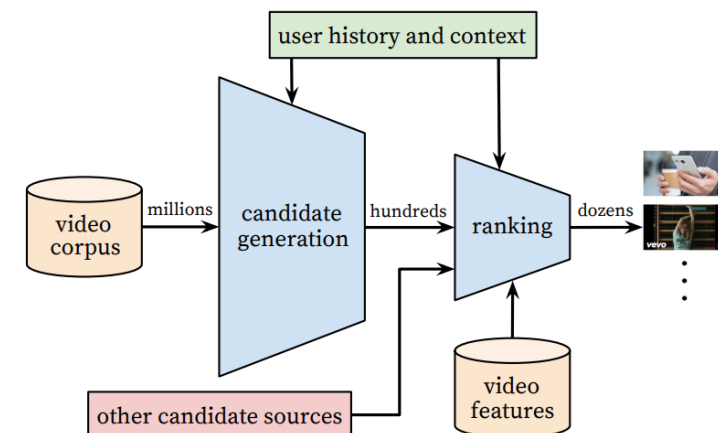 user history and context
video
corpus
millions
candidate
generation
hundreds
ranking
dozens
vevo
other candidate sources
video
features